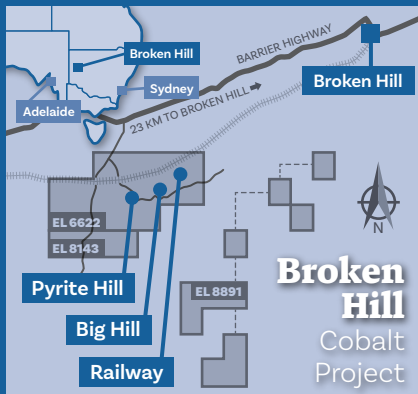 Broken Hill
Sydney
Adelaide
BARRIER HIGHWAY
23 KM TO BROKEN HILL
Broken Hill
EL 6622
EL 8143
EL 8891
N
Pyrite Hill
Big Hill
Railway
Broken
Hill
Cobalt
Project